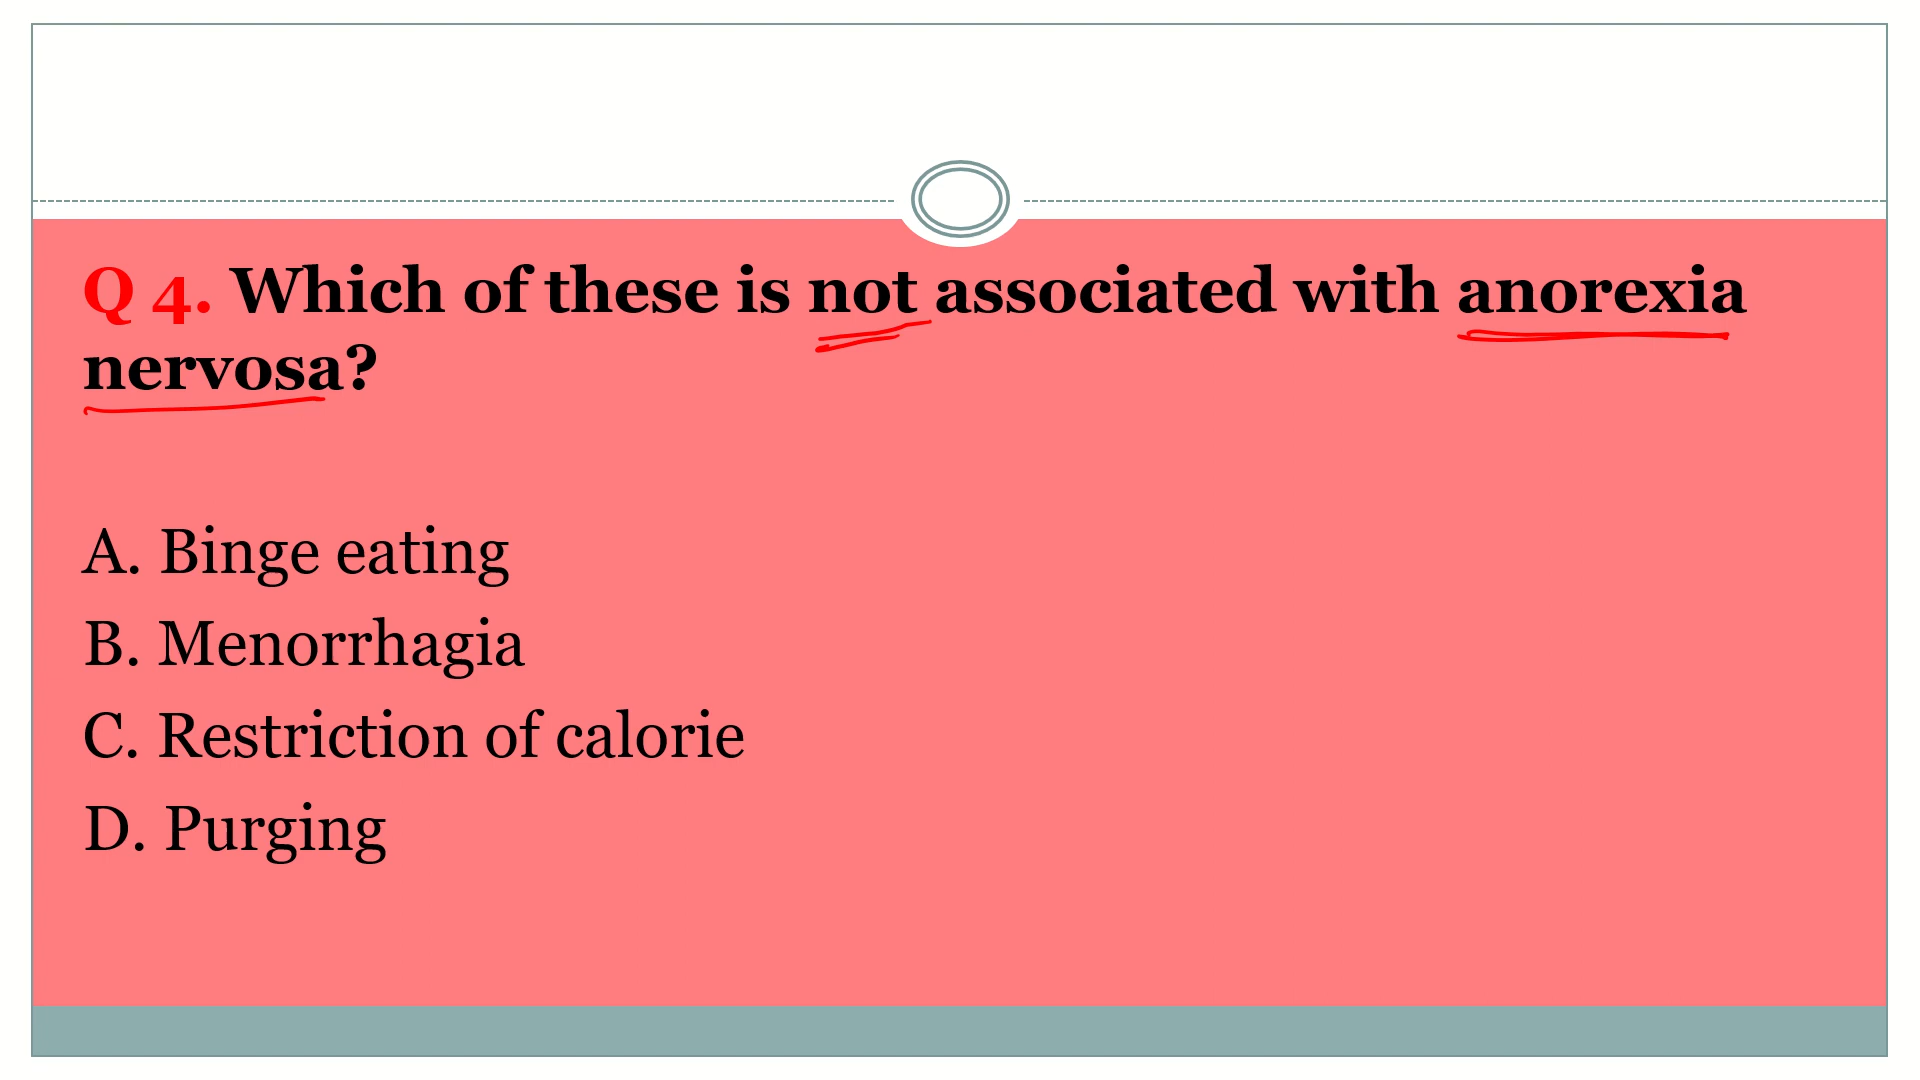 Q 4. Which of these is not associated with anorexia
nervosa?
A. Binge eating
B. Menorrhagia
C. Restriction of calorie
D. Purging